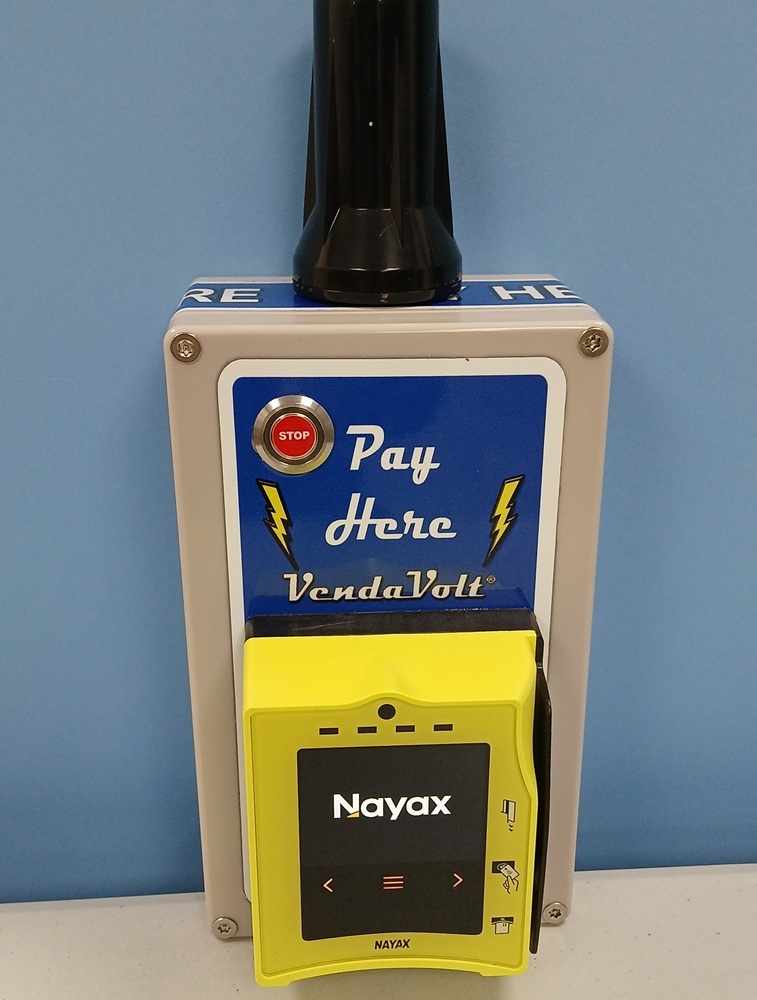 RE
HE
STOP
Pay
Here
VendaVolt®
Nayax
NAYAX